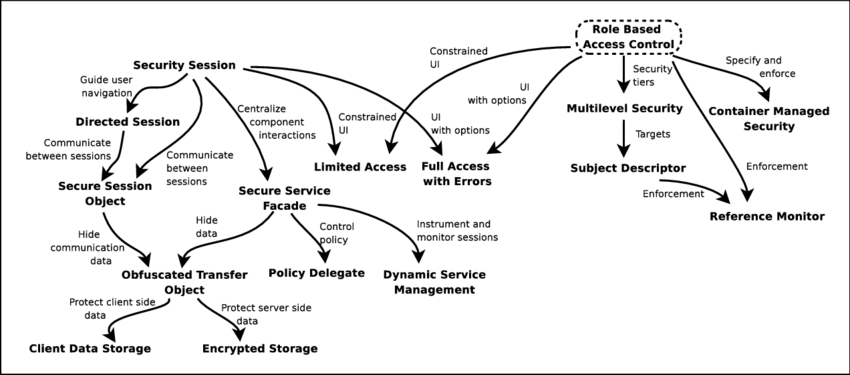 Role Based
Access Control
Security Session
Constrained
UI
Specify and
enforce
Guide user
navigation
UI
with options
Security
tiers
Directed Session
Centralize
component
interactions
Constrained
UI
UI
with options
Multilevel Security
Container Managed
Security
Communicate
between sessions
Communicate
between
sessions
Targets
Limited Access
Full Access
with Errors
Subject Descriptor
Enforcement
Secure Session
Object
Secure Service
Facade
Enforcement
Reference Monitor
Hide
communication
data
Hide
data
Control
policy
Instrument and
monitor sessions
Obfuscated Transfer
Object
Policy Delegate
Dynamic Service
Management
Protect client side
data
Protect server side
data
Client Data Storage
Encrypted Storage